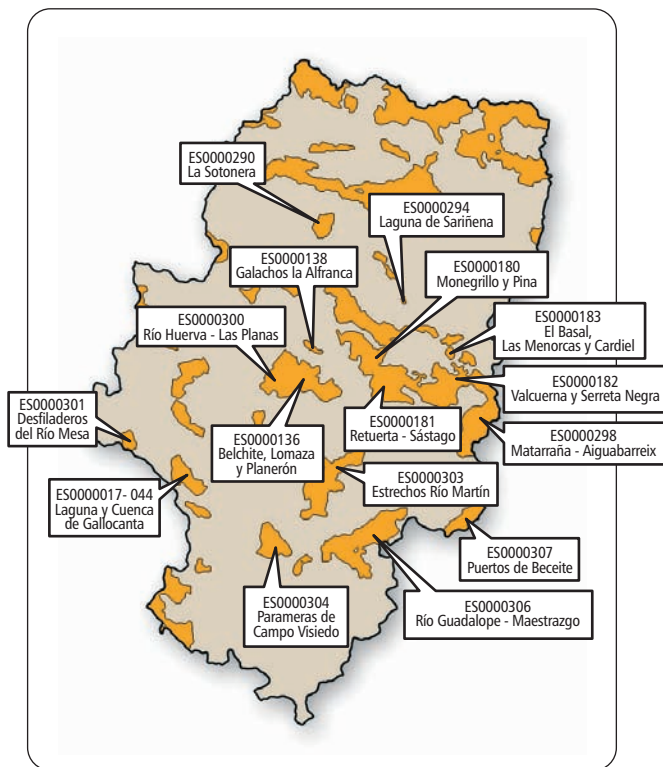 ES0000290
La Sotonera
ES0000294
Laguna de Sariñena
ES0000138
Galachos la Alfranca
ES0000180
Monegrillo y Pina
ES0000300
Río Huerva - Las Planas
ES0000183
El Basal,
Las Menorcas y Cardiel
ES0000182
Valcuerna y Serreta Negra
ES0000301
Desfiladeros
del Río Mesa
ES0000136
Belchite, Lomaza
y Planerón
ES0000181
Retuerta - Sástago
ES0000298
Matarraña - Aiguabarreix
ES0000017- 044
Laguna y Cuenca
de Gallocanta
ES0000303
Estrechos Río Martín
ES0000307
Puertos de Beceite
ES0000304
Parameras de
Campo Visiedo
ES0000306
Río Guadalope - Maestrazgo